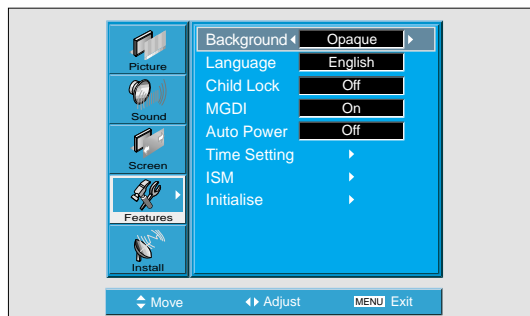 Picture
Sound
Screen
Features
Install
Background Opaque
Language English
Child Lock Off
MGDI On
Auto Power Off
Time Setting
ISM
Initialise
Move Adjust MENU Exit